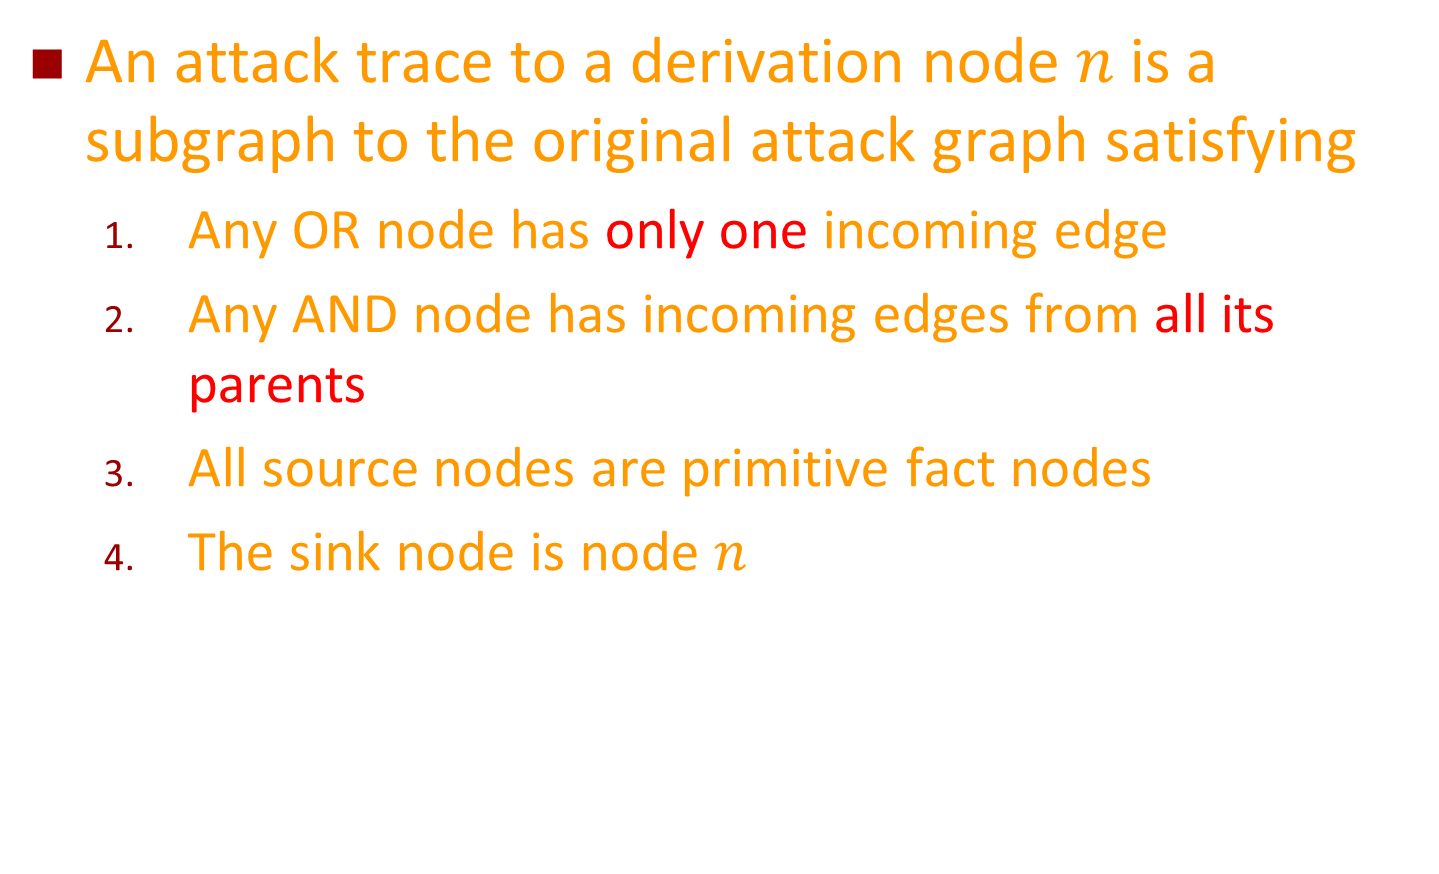 ■ An attack trace to a derivation node 𝑛 is a
subgraph to the original attack graph satisfying
1. Any OR node has only one incoming edge
2. Any AND node has incoming edges from all its
parents
3. All source nodes are primitive fact nodes
4. The sink node is node 𝑛